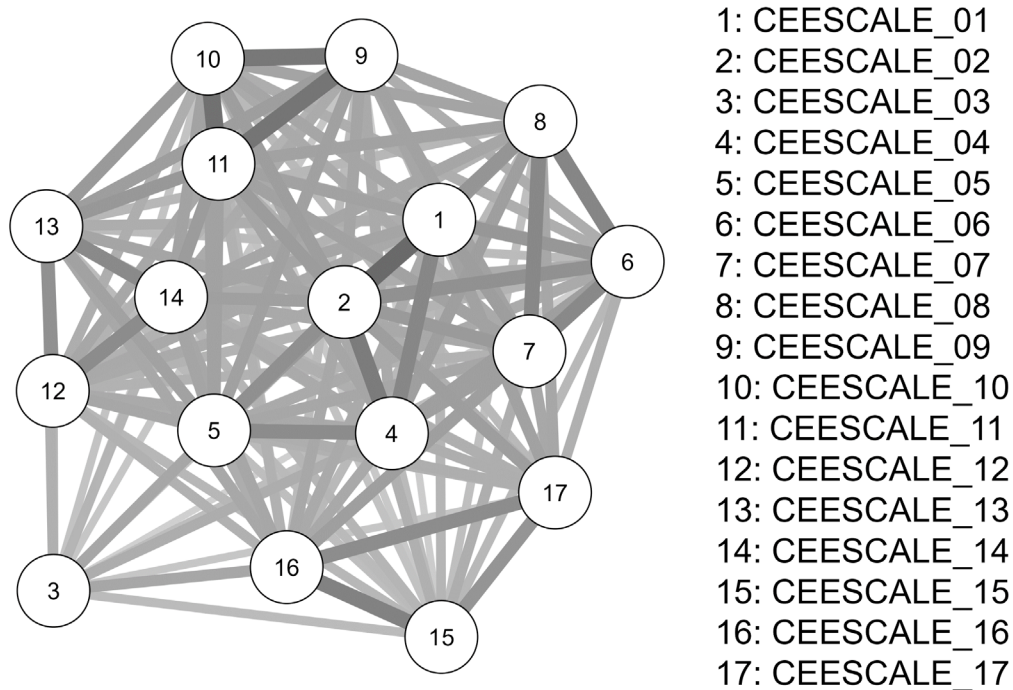 10
9
8
11
13
1
6
14
2
7
12
5
4
17
16
3
15
1: CEESCALE_01
2: CEESCALE_02
3: CEESCALE_03
4: CEESCALE_04
5: CEESCALE_05
6: CEESCALE_06
7: CEESCALE_07
8: CEESCALE_08
9: CEESCALE_09
10: CEESCALE_10
11: CEESCALE_11
12: CEESCALE_12
13: CEESCALE_13
14: CEESCALE_14
15: CEESCALE_15
16: CEESCALE_16
17: CEESCALE_17